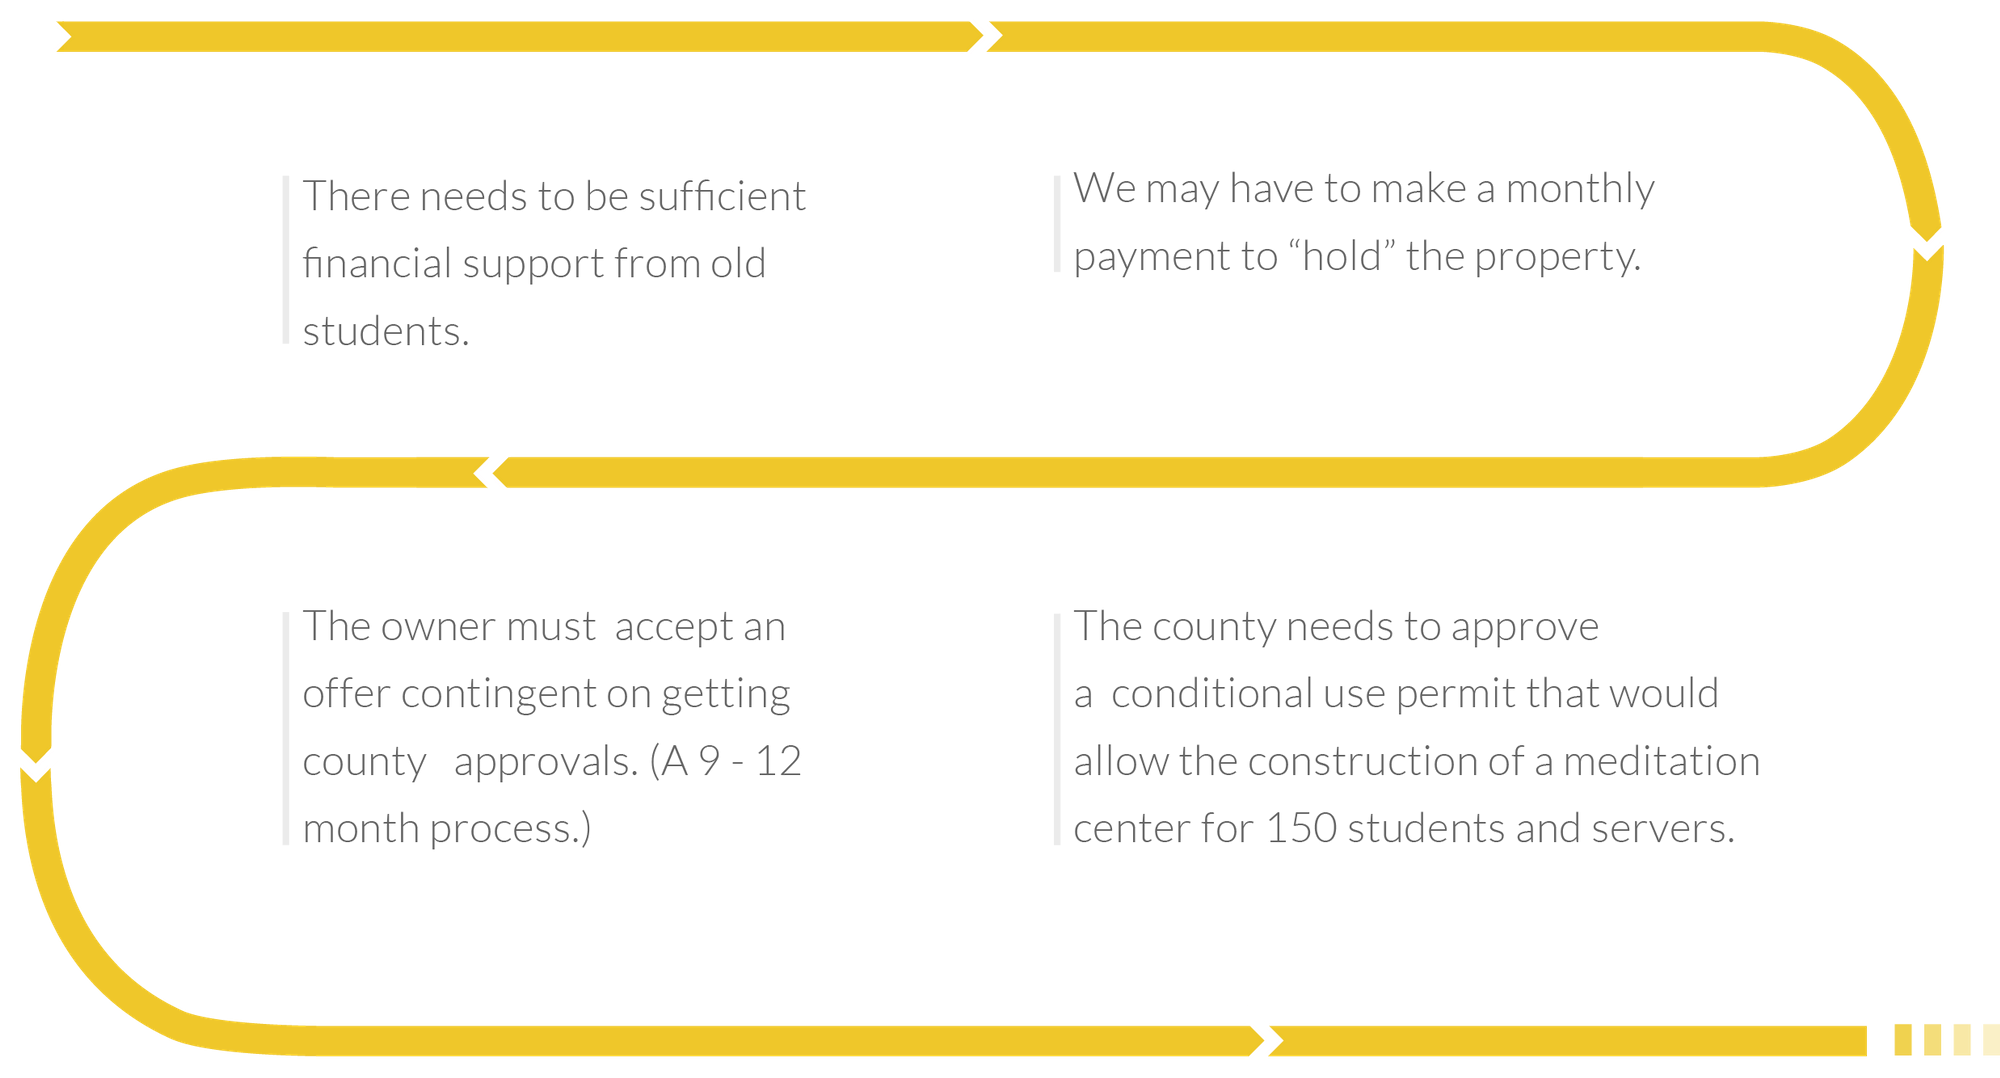 There needs to be sufficient
financial support from old
students.
We may have to make a monthly
payment to “hold” the property.
The owner must  accept an
offer contingent on getting
county   approvals. (A 9 - 12
month process.)
The county needs to approve
a  conditional use permit that would
allow the construction of a meditation
center for 150 students and servers.